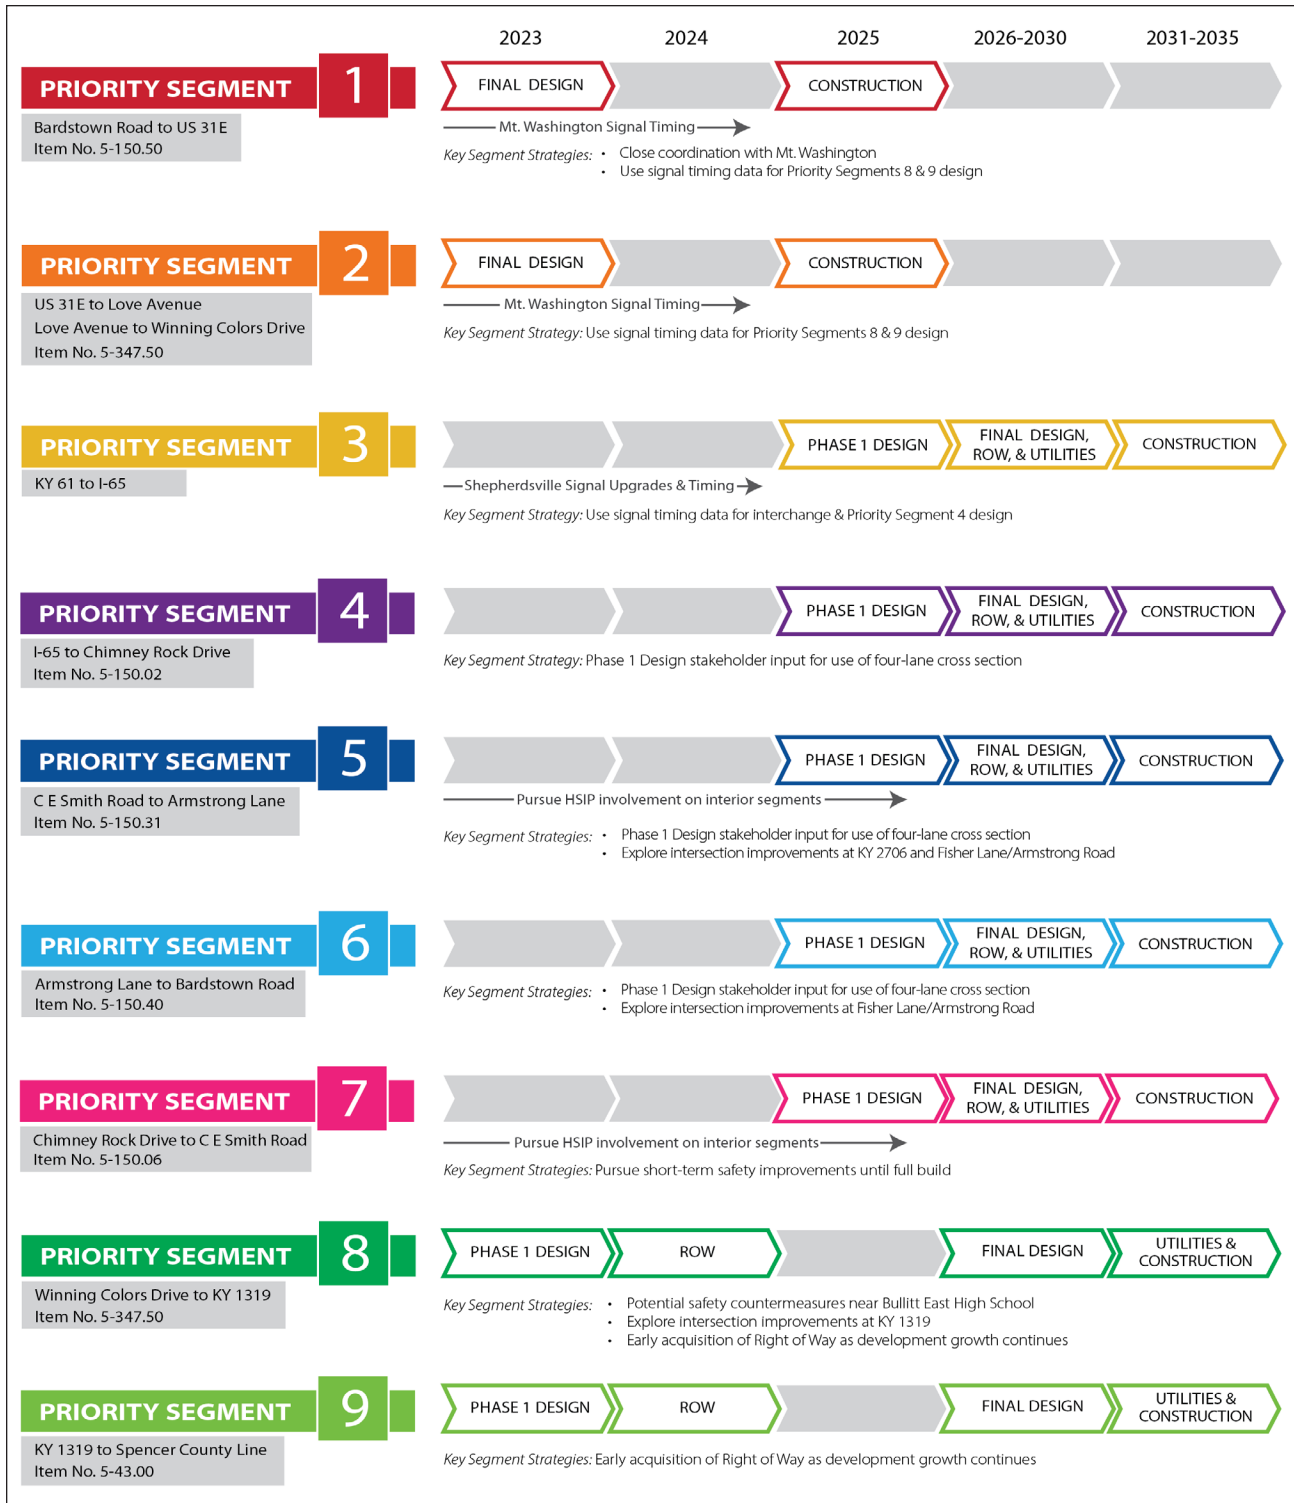 2023 2024 2025 2026-2030 2031-2035
PRIORITY SEGMENT 1
FINAL DESIGN CONSTRUCTION
Bardstown Road to US 31E
Item No. 5-150.50
Mt. Washington Signal Timing
Key Segment Strategies: • Close coordination with Mt. Washington
• Use signal timing data for Priority Segments 8 & 9 design
PRIORITY SEGMENT 2
FINAL DESIGN CONSTRUCTION
US 31E to Love Avenue
Love Avenue to Winning Colors Drive
Item No. 5-347.50
Mt. Washington Signal Timing
Key Segment Strategy: Use signal timing data for Priority Segments 8 & 9 design
PRIORITY SEGMENT 3
PHASE 1 DESIGN FINAL DESIGN, ROW, & UTILITIES CONSTRUCTION
KY 61 to I-65
Shepherdsville Signal Upgrades & Timing
Key Segment Strategy: Use signal timing data for interchange & Priority Segment 4 design
PRIORITY SEGMENT 4
PHASE 1 DESIGN FINAL DESIGN, ROW, & UTILITIES CONSTRUCTION
I-65 to Chimney Rock Drive
Item No. 5-150.02
Key Segment Strategy: Phase 1 Design stakeholder input for use of four-lane cross section
PRIORITY SEGMENT 5
PHASE 1 DESIGN FINAL DESIGN, ROW, & UTILITIES CONSTRUCTION
C E Smith Road to Armstrong Lane
Item No. 5-150.31
Pursue HSIP involvement on interior segments
Key Segment Strategies: • Phase 1 Design stakeholder input for use of four-lane cross section
• Explore intersection improvements at KY 2706 and Fisher Lane/Armstrong Road
PRIORITY SEGMENT 6
PHASE 1 DESIGN FINAL DESIGN, ROW, & UTILITIES CONSTRUCTION
Armstrong Lane to Bardstown Road
Item No. 5-150.40
Key Segment Strategies: • Phase 1 Design stakeholder input for use of four-lane cross section
• Explore intersection improvements at Fisher Lane/Armstrong Road
PRIORITY SEGMENT 7
PHASE 1 DESIGN FINAL DESIGN, ROW, & UTILITIES CONSTRUCTION
Chimney Rock Drive to C E Smith Road
Item No. 5-150.06
Pursue HSIP involvement on interior segments
Key Segment Strategies: Pursue short-term safety improvements until full build
PRIORITY SEGMENT 8
PHASE 1 DESIGN ROW FINAL DESIGN UTILITIES & CONSTRUCTION
Winning Colors Drive to KY 1319
Item No. 5-347.50
Key Segment Strategies: • Potential safety countermeasures near Bullitt East High School
• Explore intersection improvements at KY 1319
• Early acquisition of Right of Way as development growth continues
PRIORITY SEGMENT 9
PHASE 1 DESIGN ROW FINAL DESIGN UTILITIES & CONSTRUCTION
KY 1319 to Spencer County Line
Item No. 5-43.00
Key Segment Strategies: Early acquisition of Right of Way as development growth continues